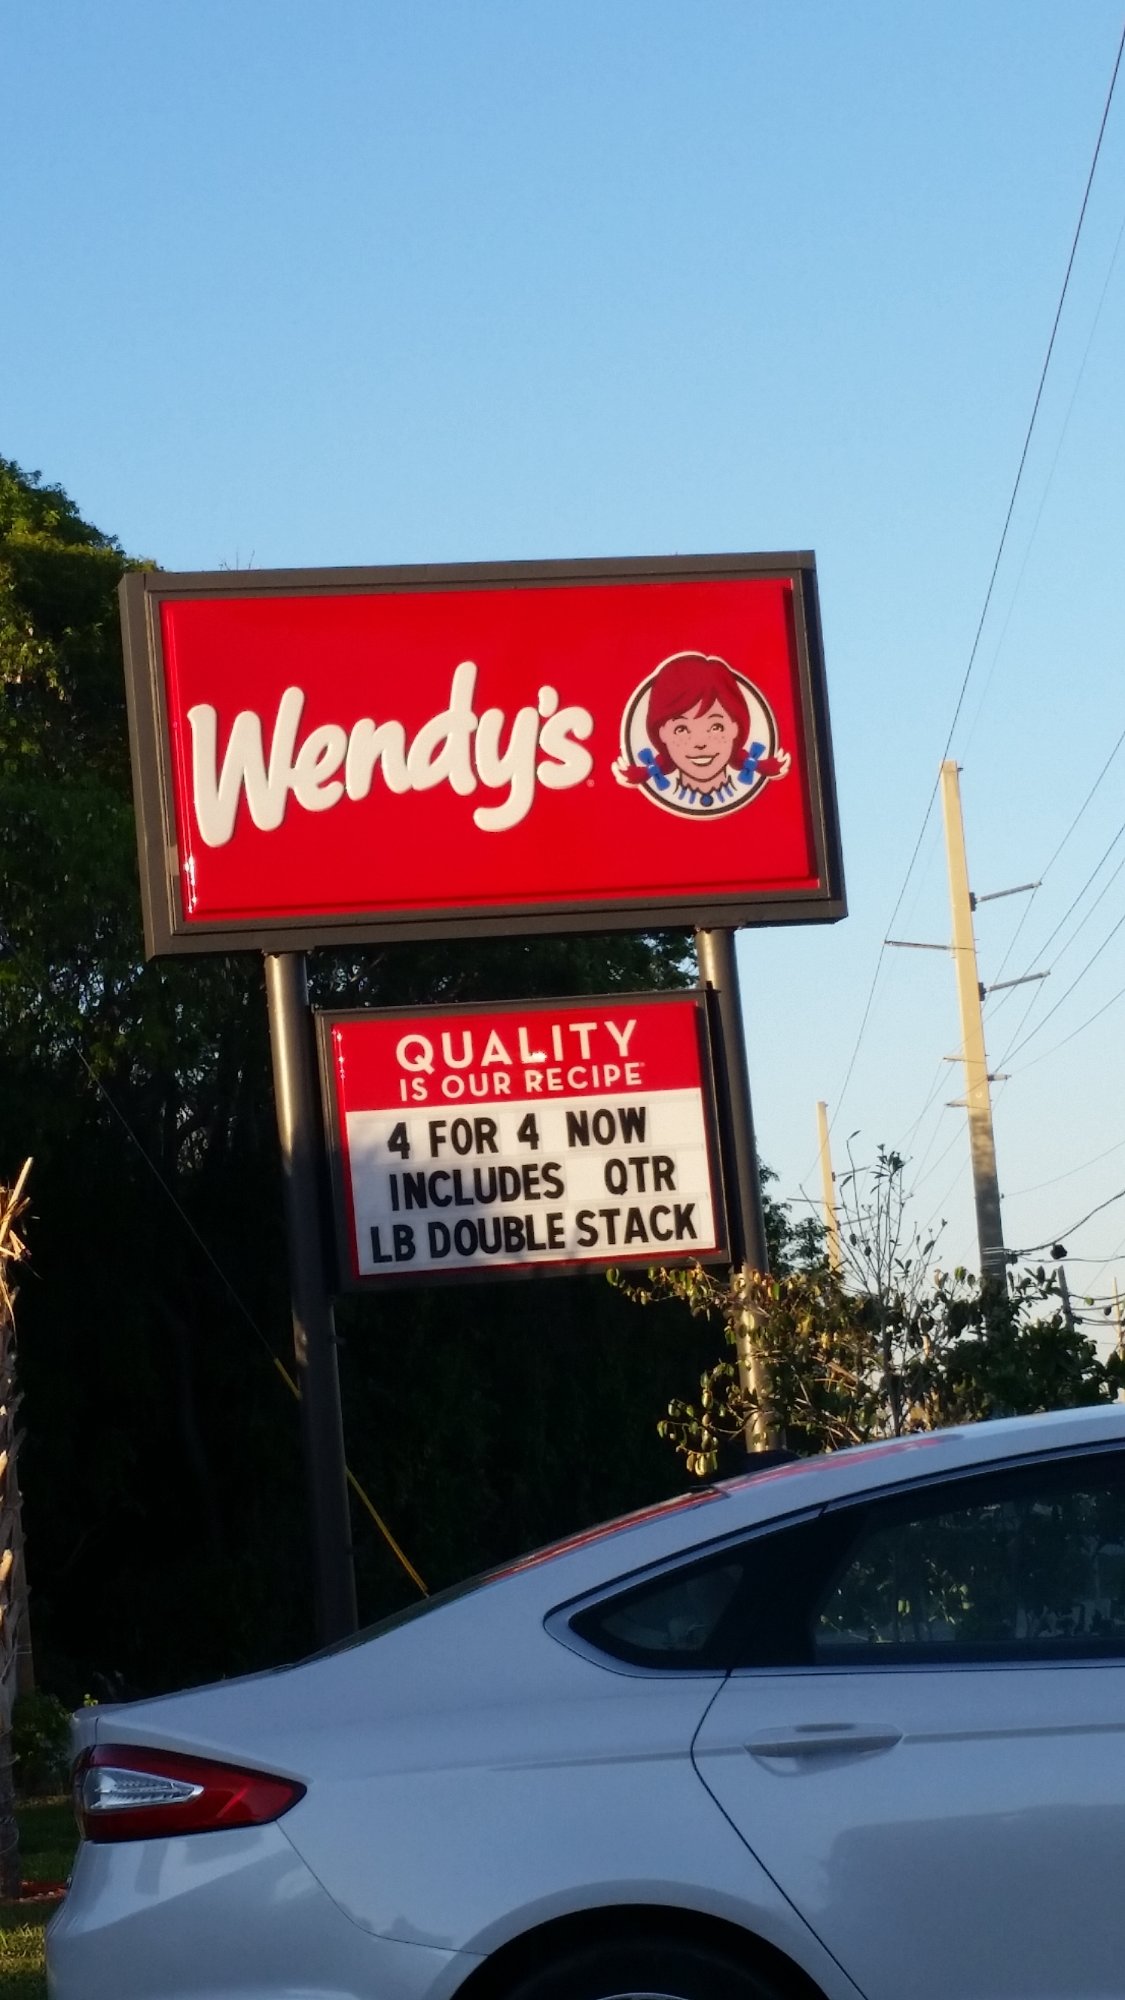 Wendy's
QUALITY
IS OUR RECIPE
4 FOR 4 NOW
INCLUDES QTR
LB DOUBLE STACK